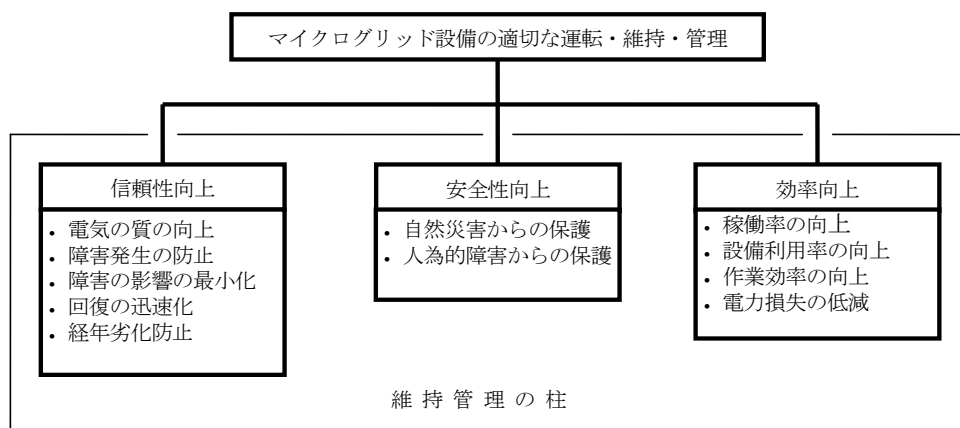 マイクログリッド設備の適切な運転・維持・管理
信頼性向上
・電気の質の向上
・障害発生の防止
・障害の影響の最小化
・回復の迅速化
・経年劣化防止
安全性向上
・自然災害からの保護
・人為的障害からの保護
効率向上
・稼働率の向上
・設備利用率の向上
・作業効率の向上
・電力損失の低減
維持管理の柱